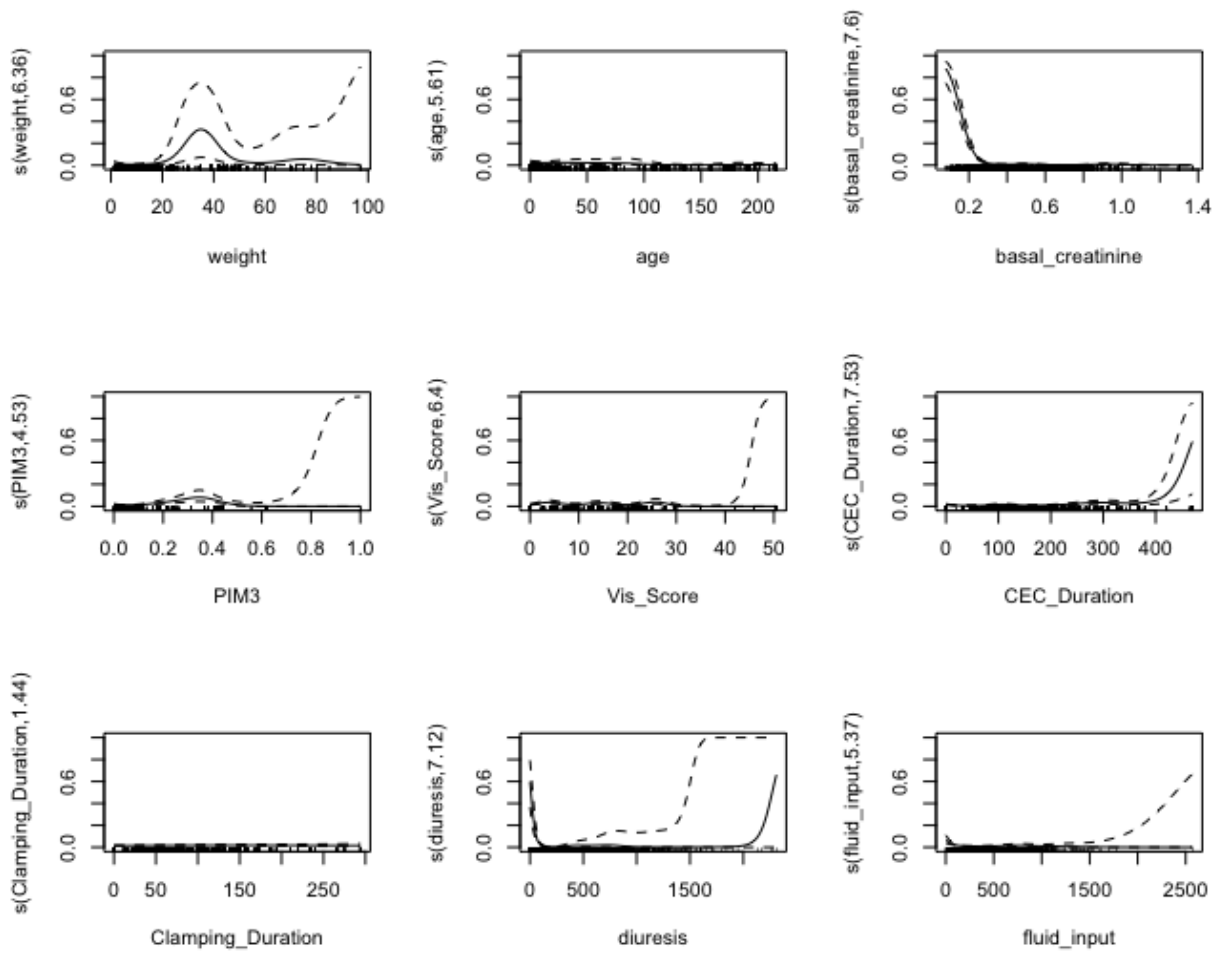 s(weight,6.36)
0.0 0.6
0 20 40 60 80 100
weight
s(age,5.61)
0.0 0.6
0 50 100 150 200
age
s(basal_creatinine,7.6)
0.0 0.6
0.2 0.6 1.0 1.4
basal_creatinine
s(PIM3,4.53)
0.0 0.6
0.0 0.2 0.4 0.6 0.8 1.0
PIM3
s(Vis_Score,6.4)
0.0 0.6
0 10 20 30 40 50
Vis_Score
s(CEC_Duration,7.53)
0.0 0.6
0 100 200 300 400
CEC_Duration
s(Clamping_Duration,1.44)
0.0 0.6
0 50 150 250
Clamping_Duration
s(diuresis,7.12)
0.0 0.6
0 500 1500
diuresis
s(fluid_input,5.37)
0.0 0.6
0 500 1500 2500
fluid_input